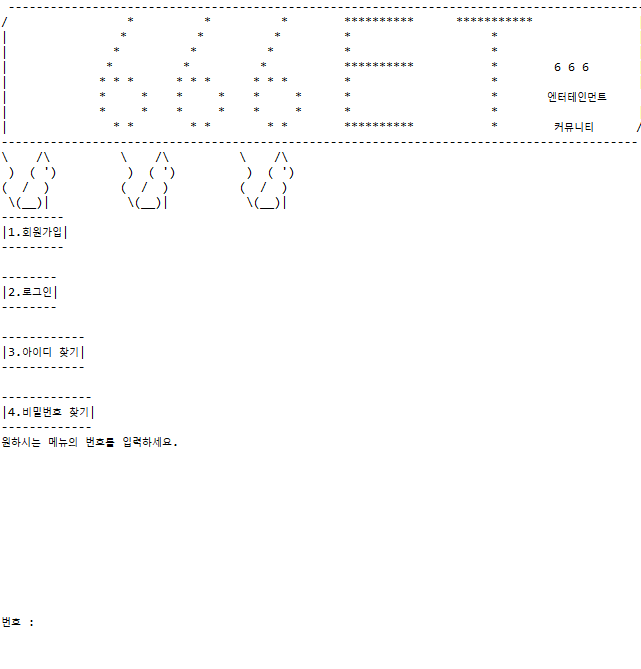 666ET
6 6 6
엔터테인먼트
커뮤니티
1.회원가입
2.로그인
3.아이디 찾기
4.비밀번호 찾기
원하시는 메뉴의 번호를 입력하세요.
번호 :